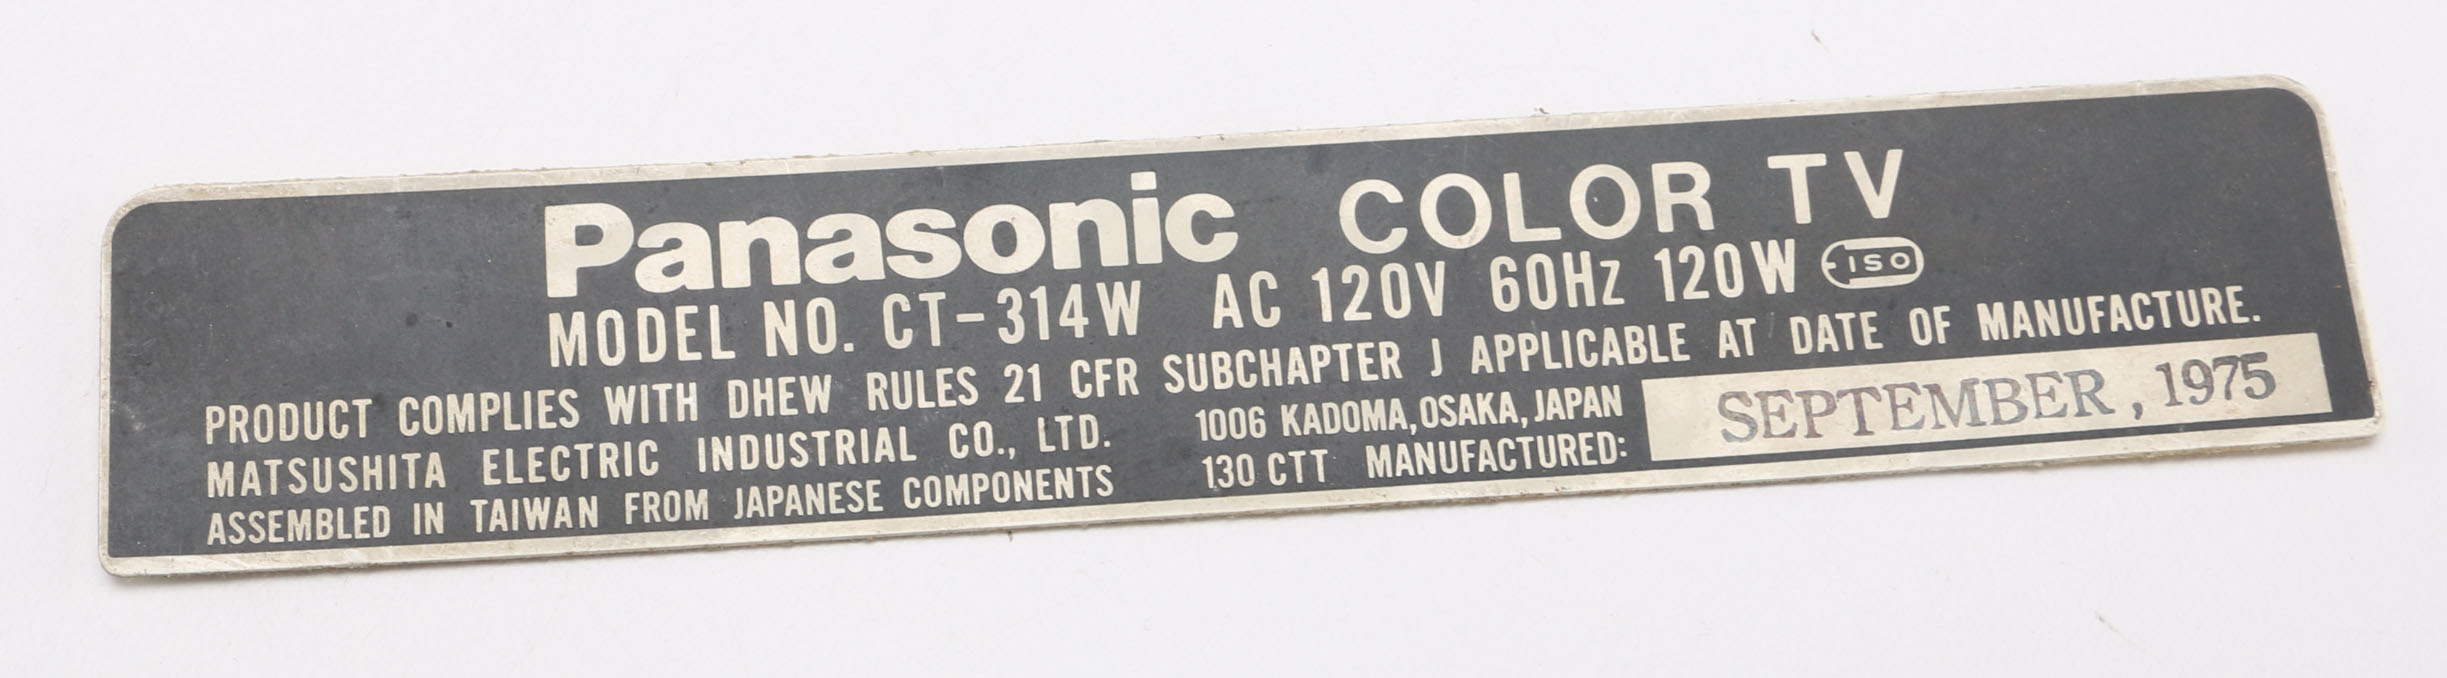 Panasonic COLOR TV
MODEL NO. CT-314W AC 120V 60Hz 120W ISO
PRODUCT COMPLIES WITH DHEW RULES 21 CFR SUBCHAPTER J APPLICABLE AT DATE OF MANUFACTURE.
MATSUSHITA ELECTRIC INDUSTRIAL CO., LTD. 1006 KADOMA, OSAKA, JAPAN
ASSEMBLED IN TAIWAN FROM JAPANESE COMPONENTS 130 CTT MANUFACTURED: SEPTEMBER, 1975